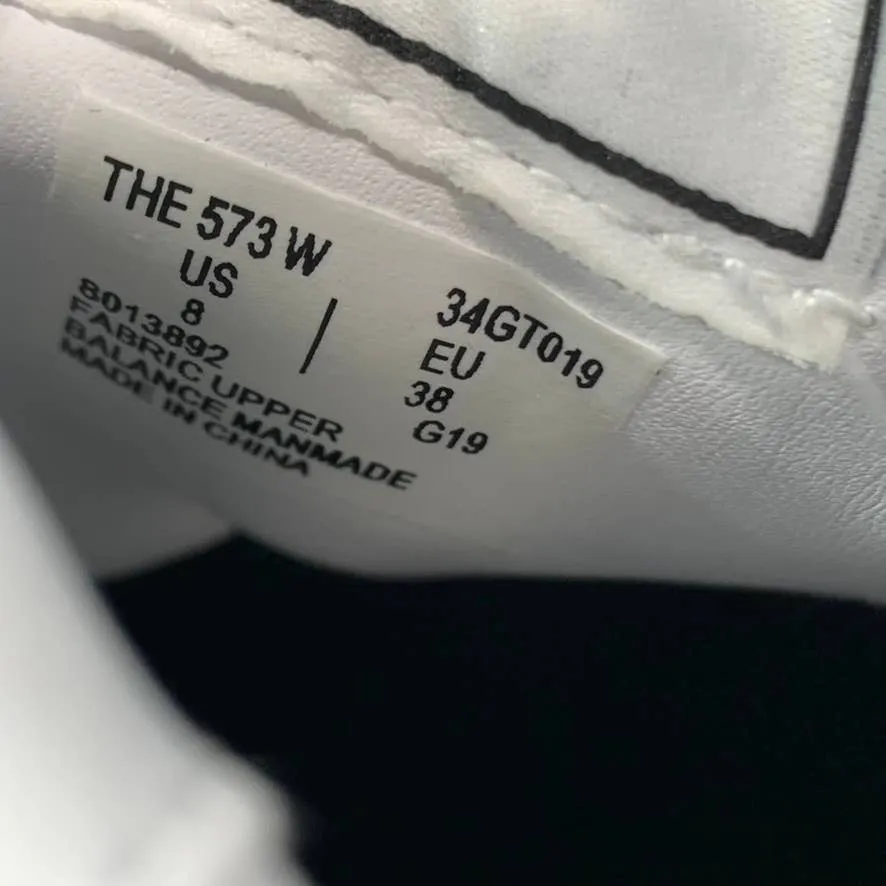 THE 573 W 34GT019
US | EU
8 38
8013892 G19
FABRIC UPPER
BALANCE MANMADE
MADE IN CHINA